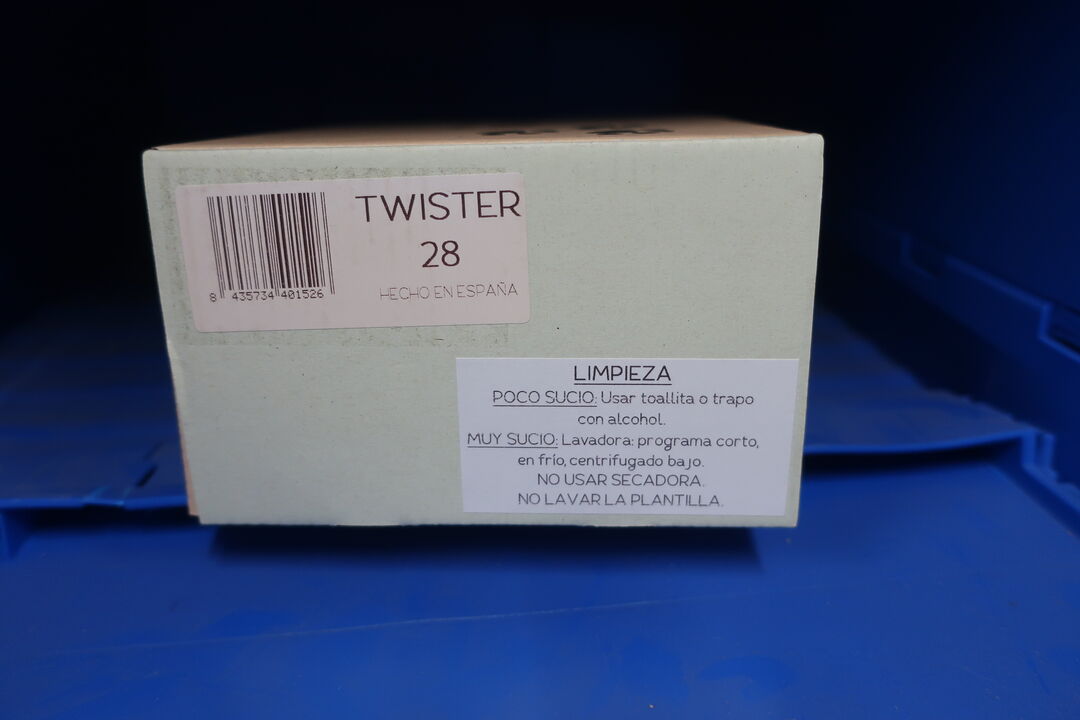 TWISTER
28
HECHO EN ESPAÑA
8 435734 401526
LIMPIEZA
POCO SUCIO: Usar toallita o trapo
con alcohol.
MUY SUCIO: Lavadora: programa corto,
en frío, centrifugado bajo.
NO USAR SECADORA.
NO LAVAR LA PLANTILLA.